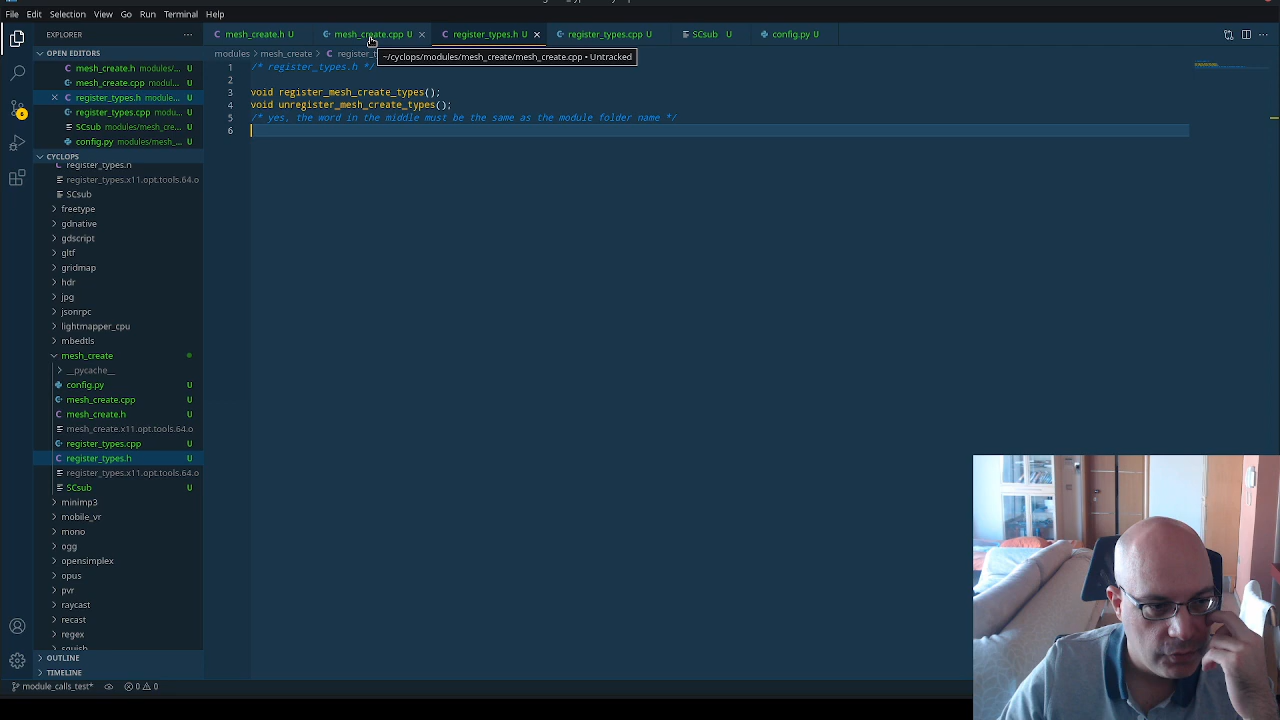 File Edit Selection View Go Run Terminal Help
EXPLORER
OPEN EDITORS
mesh_create.h modules/... U
mesh_create.cpp modul... U
register_types.h module... U
register_types.cpp modu... U
SCsub modules/mesh_cre... U
config.py modules/mesh_... U
CYCLOPS
register_types.h
register_types.x11.opt.tools.64.o
SCsub
freetype
gdnative
gdscript
gltf
gridmap
hdr
jpg
jsonrpc
lightmapper_cpu
mbedtls
mesh_create
__pycache__
config.py U
mesh_create.cpp U
mesh_create.h U
mesh_create.x11.opt.tools.64.o
register_types.cpp U
register_types.h U
register_types.x11.opt.tools.64.o
SCsub U
minimp3
mobile_vr
mono
ogg
opensimplex
opus
pvr
raycast
recast
regex
squish
OUTLINE
TIMELINE
6
module_calls_test* 0 0
mesh_create.h U mesh_create.cpp U register_types.h U register_types.cpp U SCsub U config.py U
modules > mesh_create > register_t
~/cyclops/modules/mesh_create/mesh_create.cpp • Untracked
1 /* register_types.h */
2
3 void register_mesh_create_types();
4 void unregister_mesh_create_types();
5 /* yes, the word in the middle must be the same as the module folder name */
6